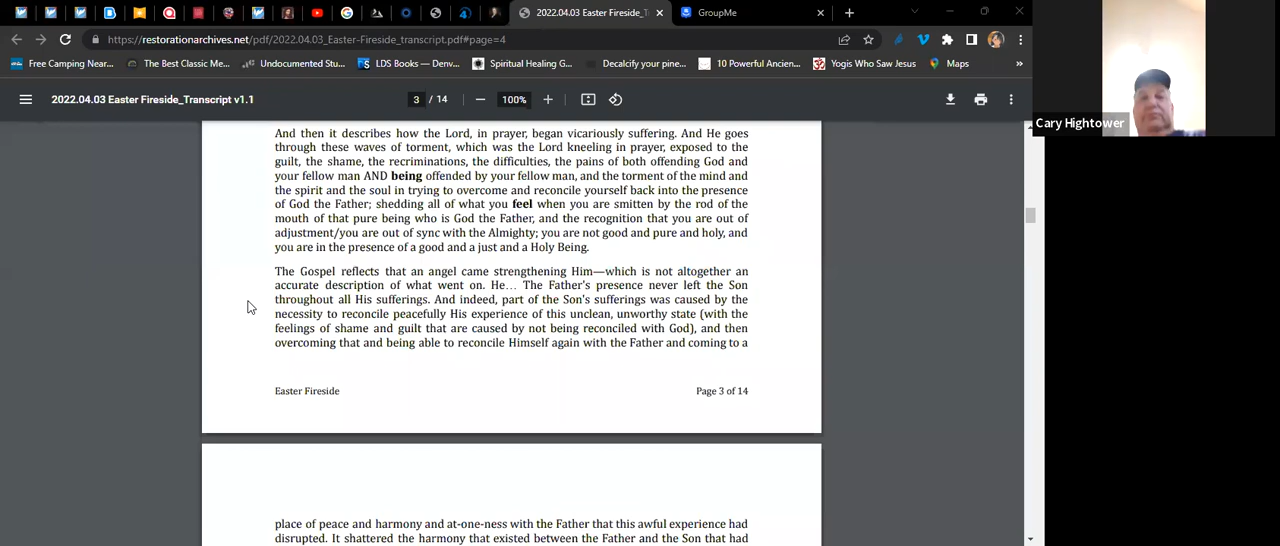 2022.04.03 Easter Fireside_T
GroupMe
https://restorationarchives.net/pdf/2022.04.03_Easter-Fireside_transcript.pdf#page=4
Free Camping Near...
The Best Classic Me...
Undocumented Stu...
LDS Books — Denv...
Spiritual Healing G...
Decalcify your pine...
10 Powerful Ancien...
Yogis Who Saw Jesus
Maps
»
2022.04.03 Easter Fireside_Transcript v1.1
3 / 14
100%
Cary Hightower
And then it describes how the Lord, in prayer, began vicariously suffering. And He goes
through these waves of torment, which was the Lord kneeling in prayer, exposed to the
guilt, the shame, the recriminations, the difficulties, the pains of both offending God and
your fellow man AND being offended by your fellow man, and the torment of the mind and
the spirit and the soul in trying to overcome and reconcile yourself back into the presence
of God the Father; shedding all of what you feel when you are smitten by the rod of the
mouth of that pure being who is God the Father, and the recognition that you are out of
adjustment/you are out of sync with the Almighty; you are not good and pure and holy, and
you are in the presence of a good and a just and a Holy Being.
The Gospel reflects that an angel came strengthening Him—which is not altogether an
accurate description of what went on. He… The Father's presence never left the Son
throughout all His sufferings. And indeed, part of the Son's sufferings was caused by the
necessity to reconcile peacefully His experience of this unclean, unworthy state (with the
feelings of shame and guilt that are caused by not being reconciled with God), and then
overcoming that and being able to reconcile Himself again with the Father and coming to a
Easter Fireside
Page 3 of 14
place of peace and harmony and at-one-ness with the Father that this awful experience had
disrupted. It shattered the harmony that existed between the Father and the Son that had